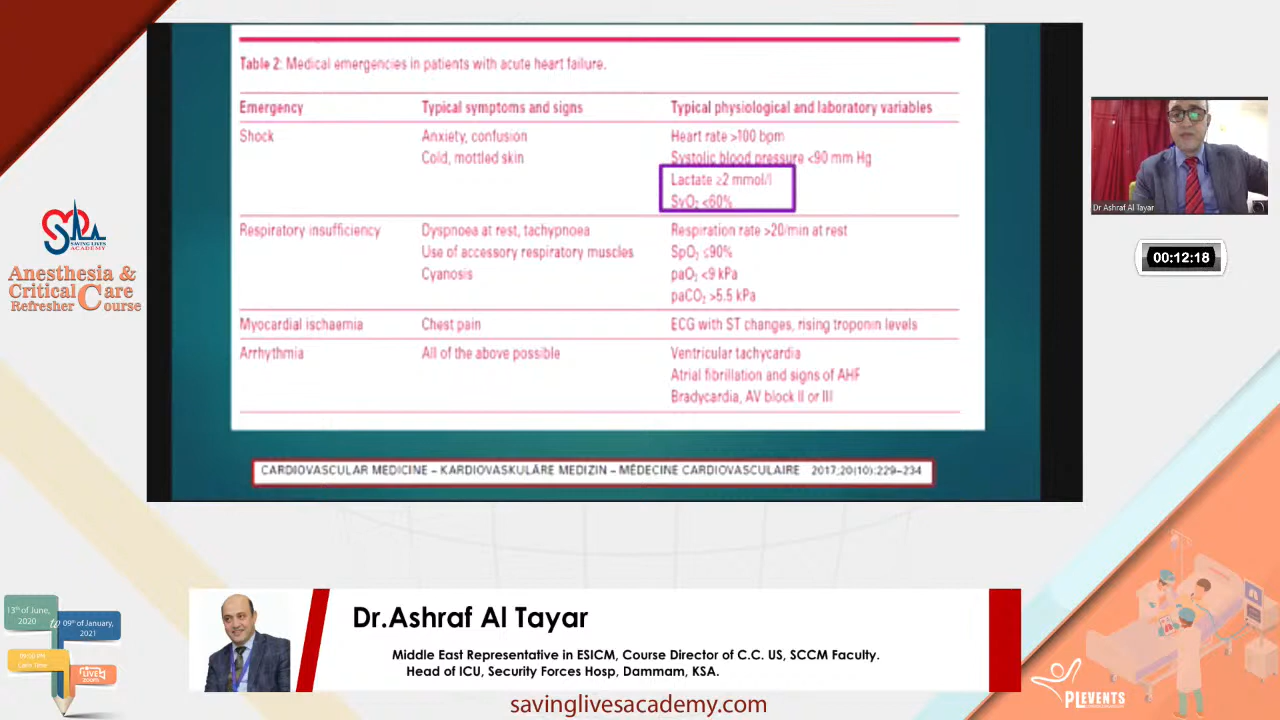 Table 2: Medical emergencies in patients with acute heart failure.
Emergency Typical symptoms and signs Typical physiological and laboratory variables
Shock Anxiety, confusion Heart rate >100 bpm
Cold, mottled skin Systolic blood pressure <90 mm Hg
Lactate ≥2 mmol/l
SvO₂ <60%
Respiratory insufficiency Dyspnoea at rest, tachypnoea Respiration rate >20/min at rest
Use of accessory respiratory muscles SpO₂ ≤90%
Cyanosis paO₂ <9 kPa
paCO₂ >5.5 kPa
Myocardial ischaemia Chest pain ECG with ST changes, rising troponin levels
Arrhythmia All of the above possible Ventricular tachycardia
Atrial fibrillation and signs of AHF
Bradycardia, AV block II or III
CARDIOVASCULAR MEDICINE – KARDIOVASKULÄRE MEDIZIN – MÉDECINE CARDIOVASCULAIRE 2017;20(10):229–234
Dr Ashraf Al Tayar
00:12:18
SAVING LIVES
ACADEMY
Anesthesia &
Critical Care
Refresher Course
13th of June,
2020
to
09th of January,
2021
Cairo Time
LIVE
ZOOM
Dr.Ashraf Al Tayar
Middle East Representative in ESICM, Course Director of C.C. US, SCCM Faculty.
Head of ICU, Security Forces Hosp, Dammam, KSA.
savinglivesacademy.com
PLEVENTS